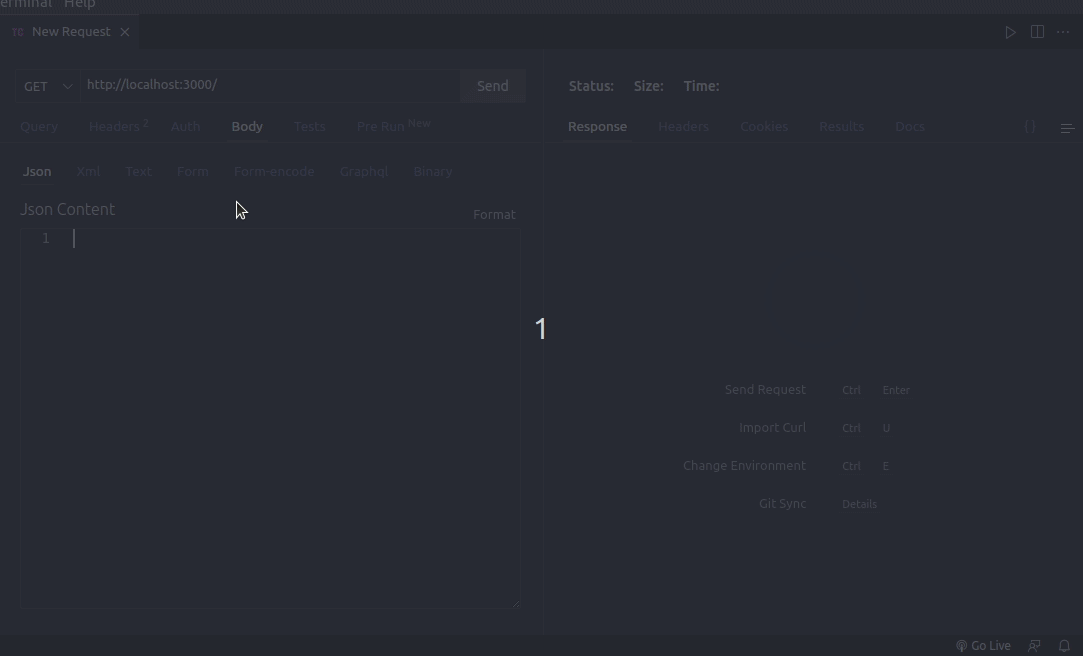 erminal Help
TC New Request
GET http://localhost:3000/ Send
Status: Size: Time:
Query Headers 2 Auth Body Tests Pre Run New
Response Headers Cookies Results Docs { }
Json Xml Text Form Form-encode Graphql Binary
Json Content
Format
1
1
Send Request Ctrl Enter
Import Curl Ctrl U
Change Environment Ctrl E
Git Sync Details
Go Live